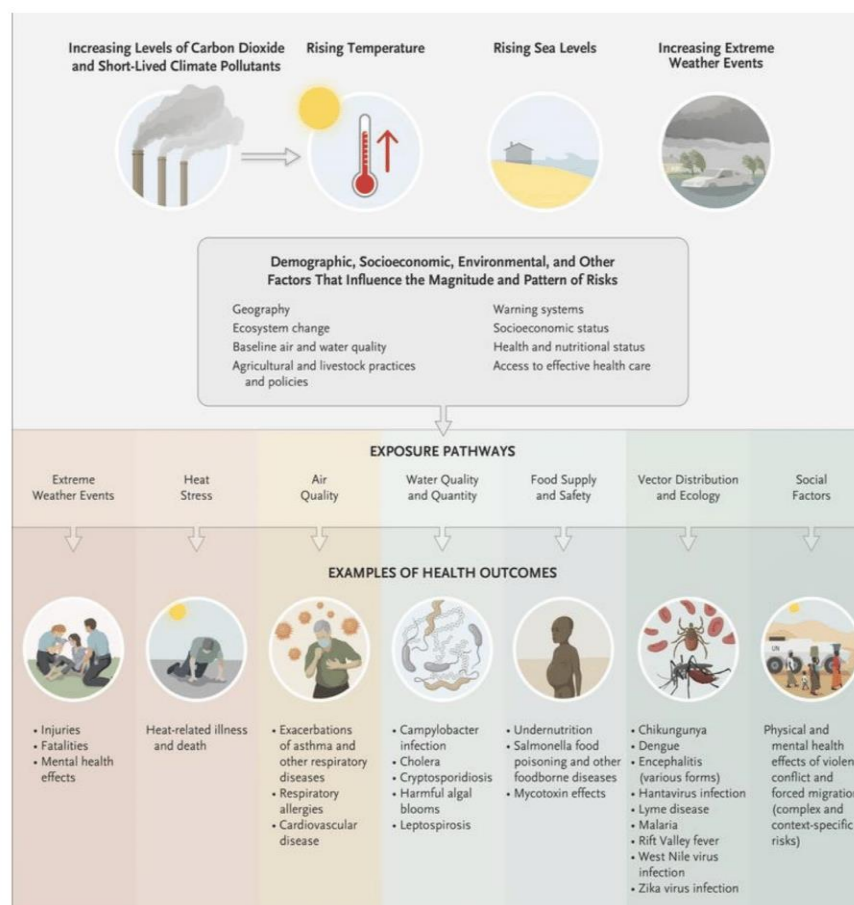 Increasing Levels of Carbon Dioxide
and Short-Lived Climate Pollutants
Rising Temperature
Rising Sea Levels
Increasing Extreme
Weather Events
Demographic, Socioeconomic, Environmental, and Other
Factors That Influence the Magnitude and Pattern of Risks
Geography
Ecosystem change
Baseline air and water quality
Agricultural and livestock practices
and policies
Warning systems
Socioeconomic status
Health and nutritional status
Access to effective health care
EXPOSURE PATHWAYS
Extreme
Weather Events
Heat
Stress
Air
Quality
Water Quality
and Quantity
Food Supply
and Safety
Vector Distribution
and Ecology
Social
Factors
EXAMPLES OF HEALTH OUTCOMES
UN
• Injuries
• Fatalities
• Mental health
effects
Heat-related illness
and death
• Exacerbations
of asthma and
other respiratory
diseases
• Respiratory
allergies
• Cardiovascular
disease
• Campylobacter
infection
• Cholera
• Cryptosporidiosis
• Harmful algal
blooms
• Leptospirosis
• Undernutrition
• Salmonella food
poisoning and other
foodborne diseases
• Mycotoxin effects
• Chikungunya
• Dengue
• Encephalitis
(various forms)
• Hantavirus infection
• Lyme disease
• Malaria
• Rift Valley fever
• West Nile virus
infection
• Zika virus infection
Physical and
mental health
effects of violen
conflict and
forced migration
(complex and
context-specific
risks)